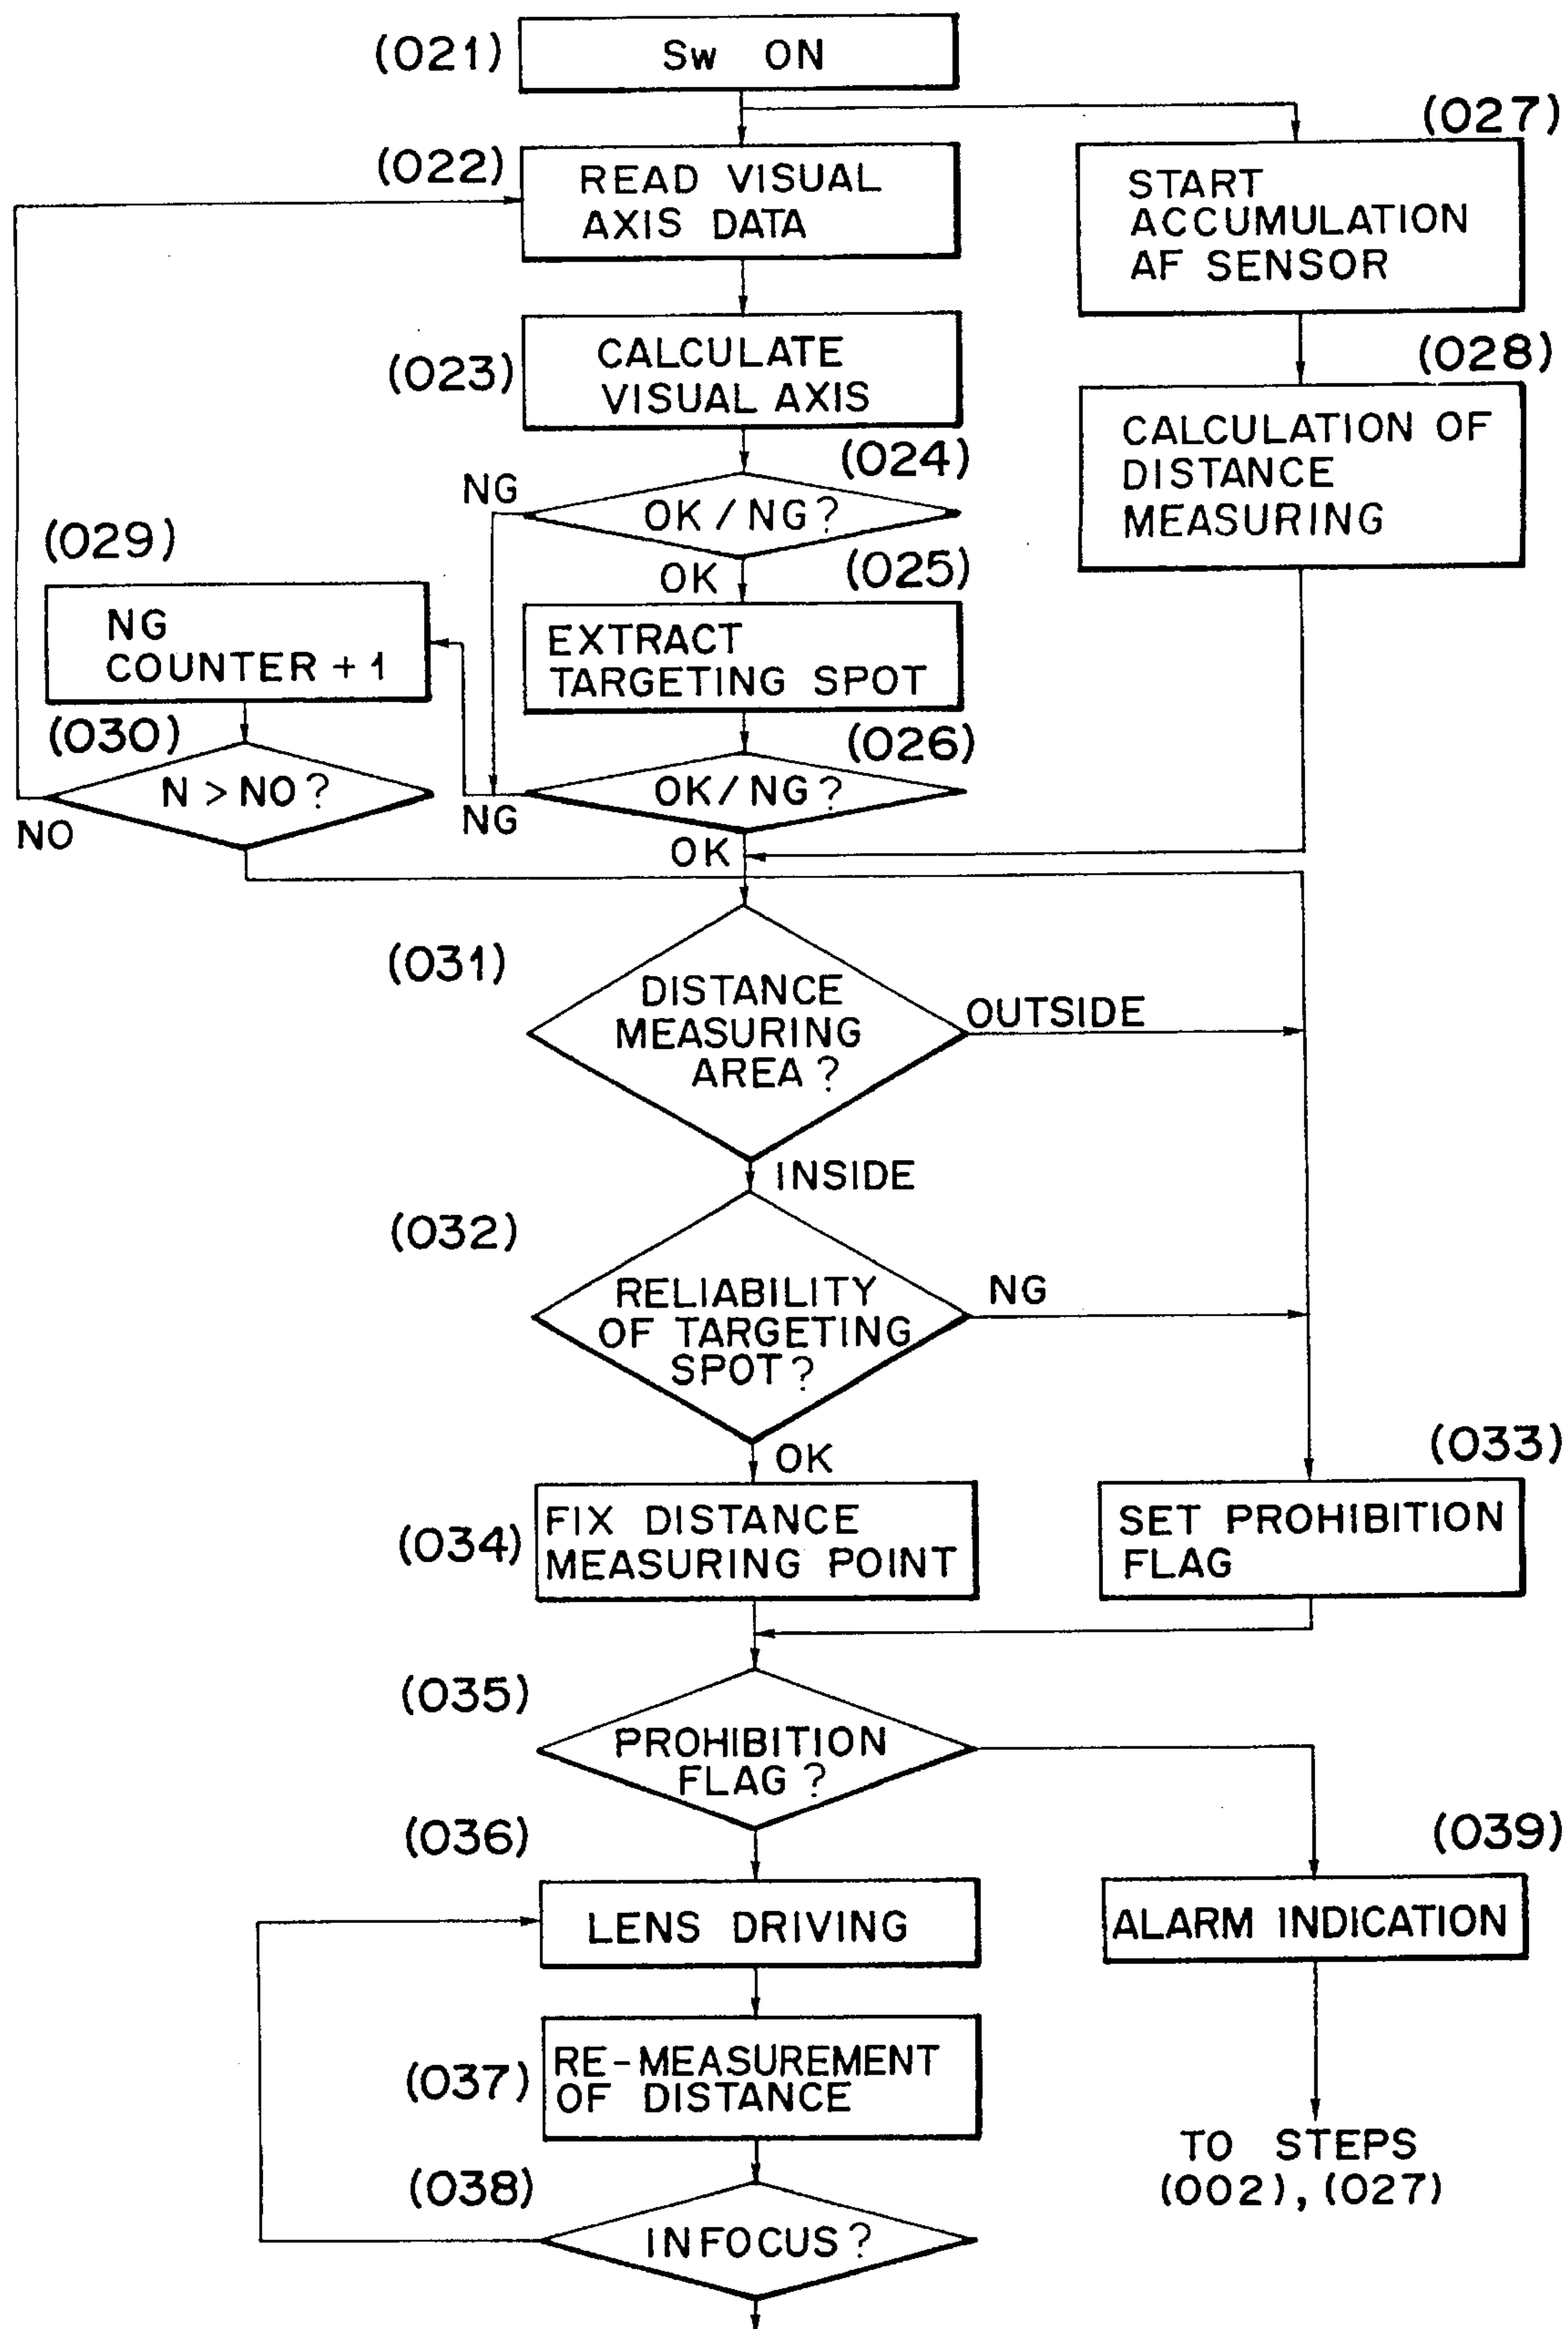 (021)
Sw ON
(022)
READ VISUAL
AXIS DATA
(027)
START
ACCUMULATION
AF SENSOR
(023)
CALCULATE
VISUAL AXIS
(028)
CALCULATION OF
DISTANCE
MEASURING
(024)
NG
OK / NG?
OK
(025)
EXTRACT
TARGETING SPOT
(029)
NG
COUNTER + 1
(026)
OK/NG?
NG
OK
(030)
N > NO?
NO
(031)
DISTANCE
MEASURING
AREA?
OUTSIDE
INSIDE
(032)
RELIABILITY
OF TARGETING
SPOT?
NG
OK
(033)
SET PROHIBITION
FLAG
(034)
FIX DISTANCE
MEASURING POINT
(035)
PROHIBITION
FLAG?
(036)
LENS DRIVING
(039)
ALARM INDICATION
(037)
RE-MEASUREMENT
OF DISTANCE
TO STEPS
(002), (027)
(038)
INFOCUS?